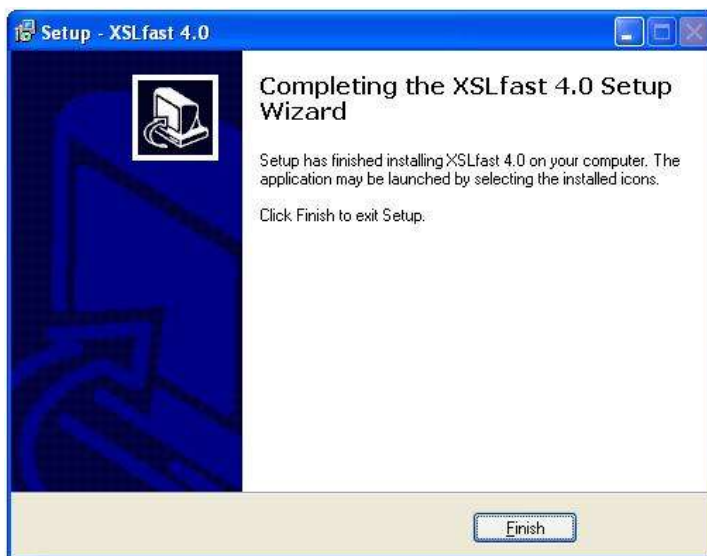 Setup - XSLfast 4.0
Completing the XSLfast 4.0 Setup
Wizard
Setup has finished installing XSLfast 4.0 on your computer. The
application may be launched by selecting the installed icons.
Click Finish to exit Setup.
Finish